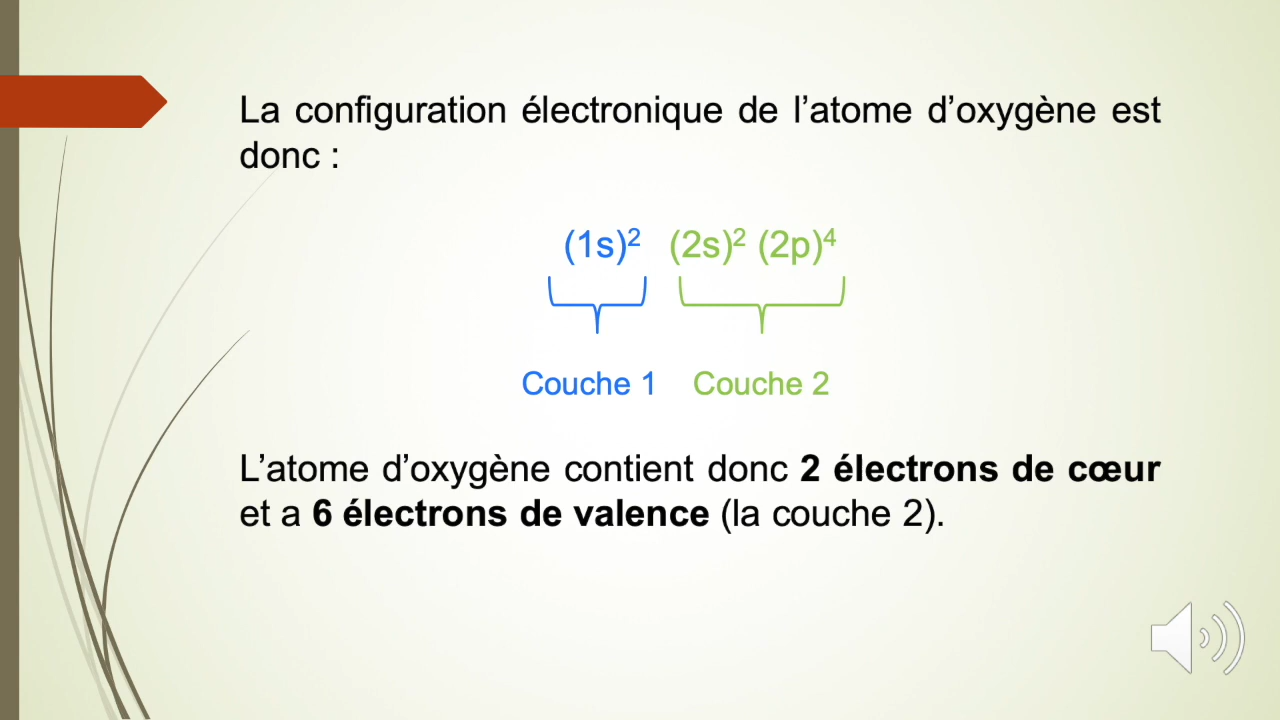 La configuration électronique de l’atome d’oxygène est
donc :
(1s)² (2s)² (2p)⁴
Couche 1 Couche 2
L’atome d’oxygène contient donc 2 électrons de cœur
et a 6 électrons de valence (la couche 2).